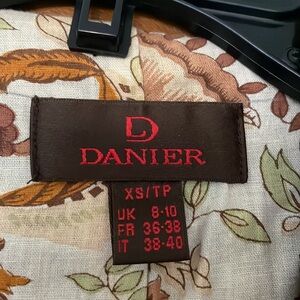 D
DANIER
XS/TP
UK 8-10
FR 36-38
IT 38-40